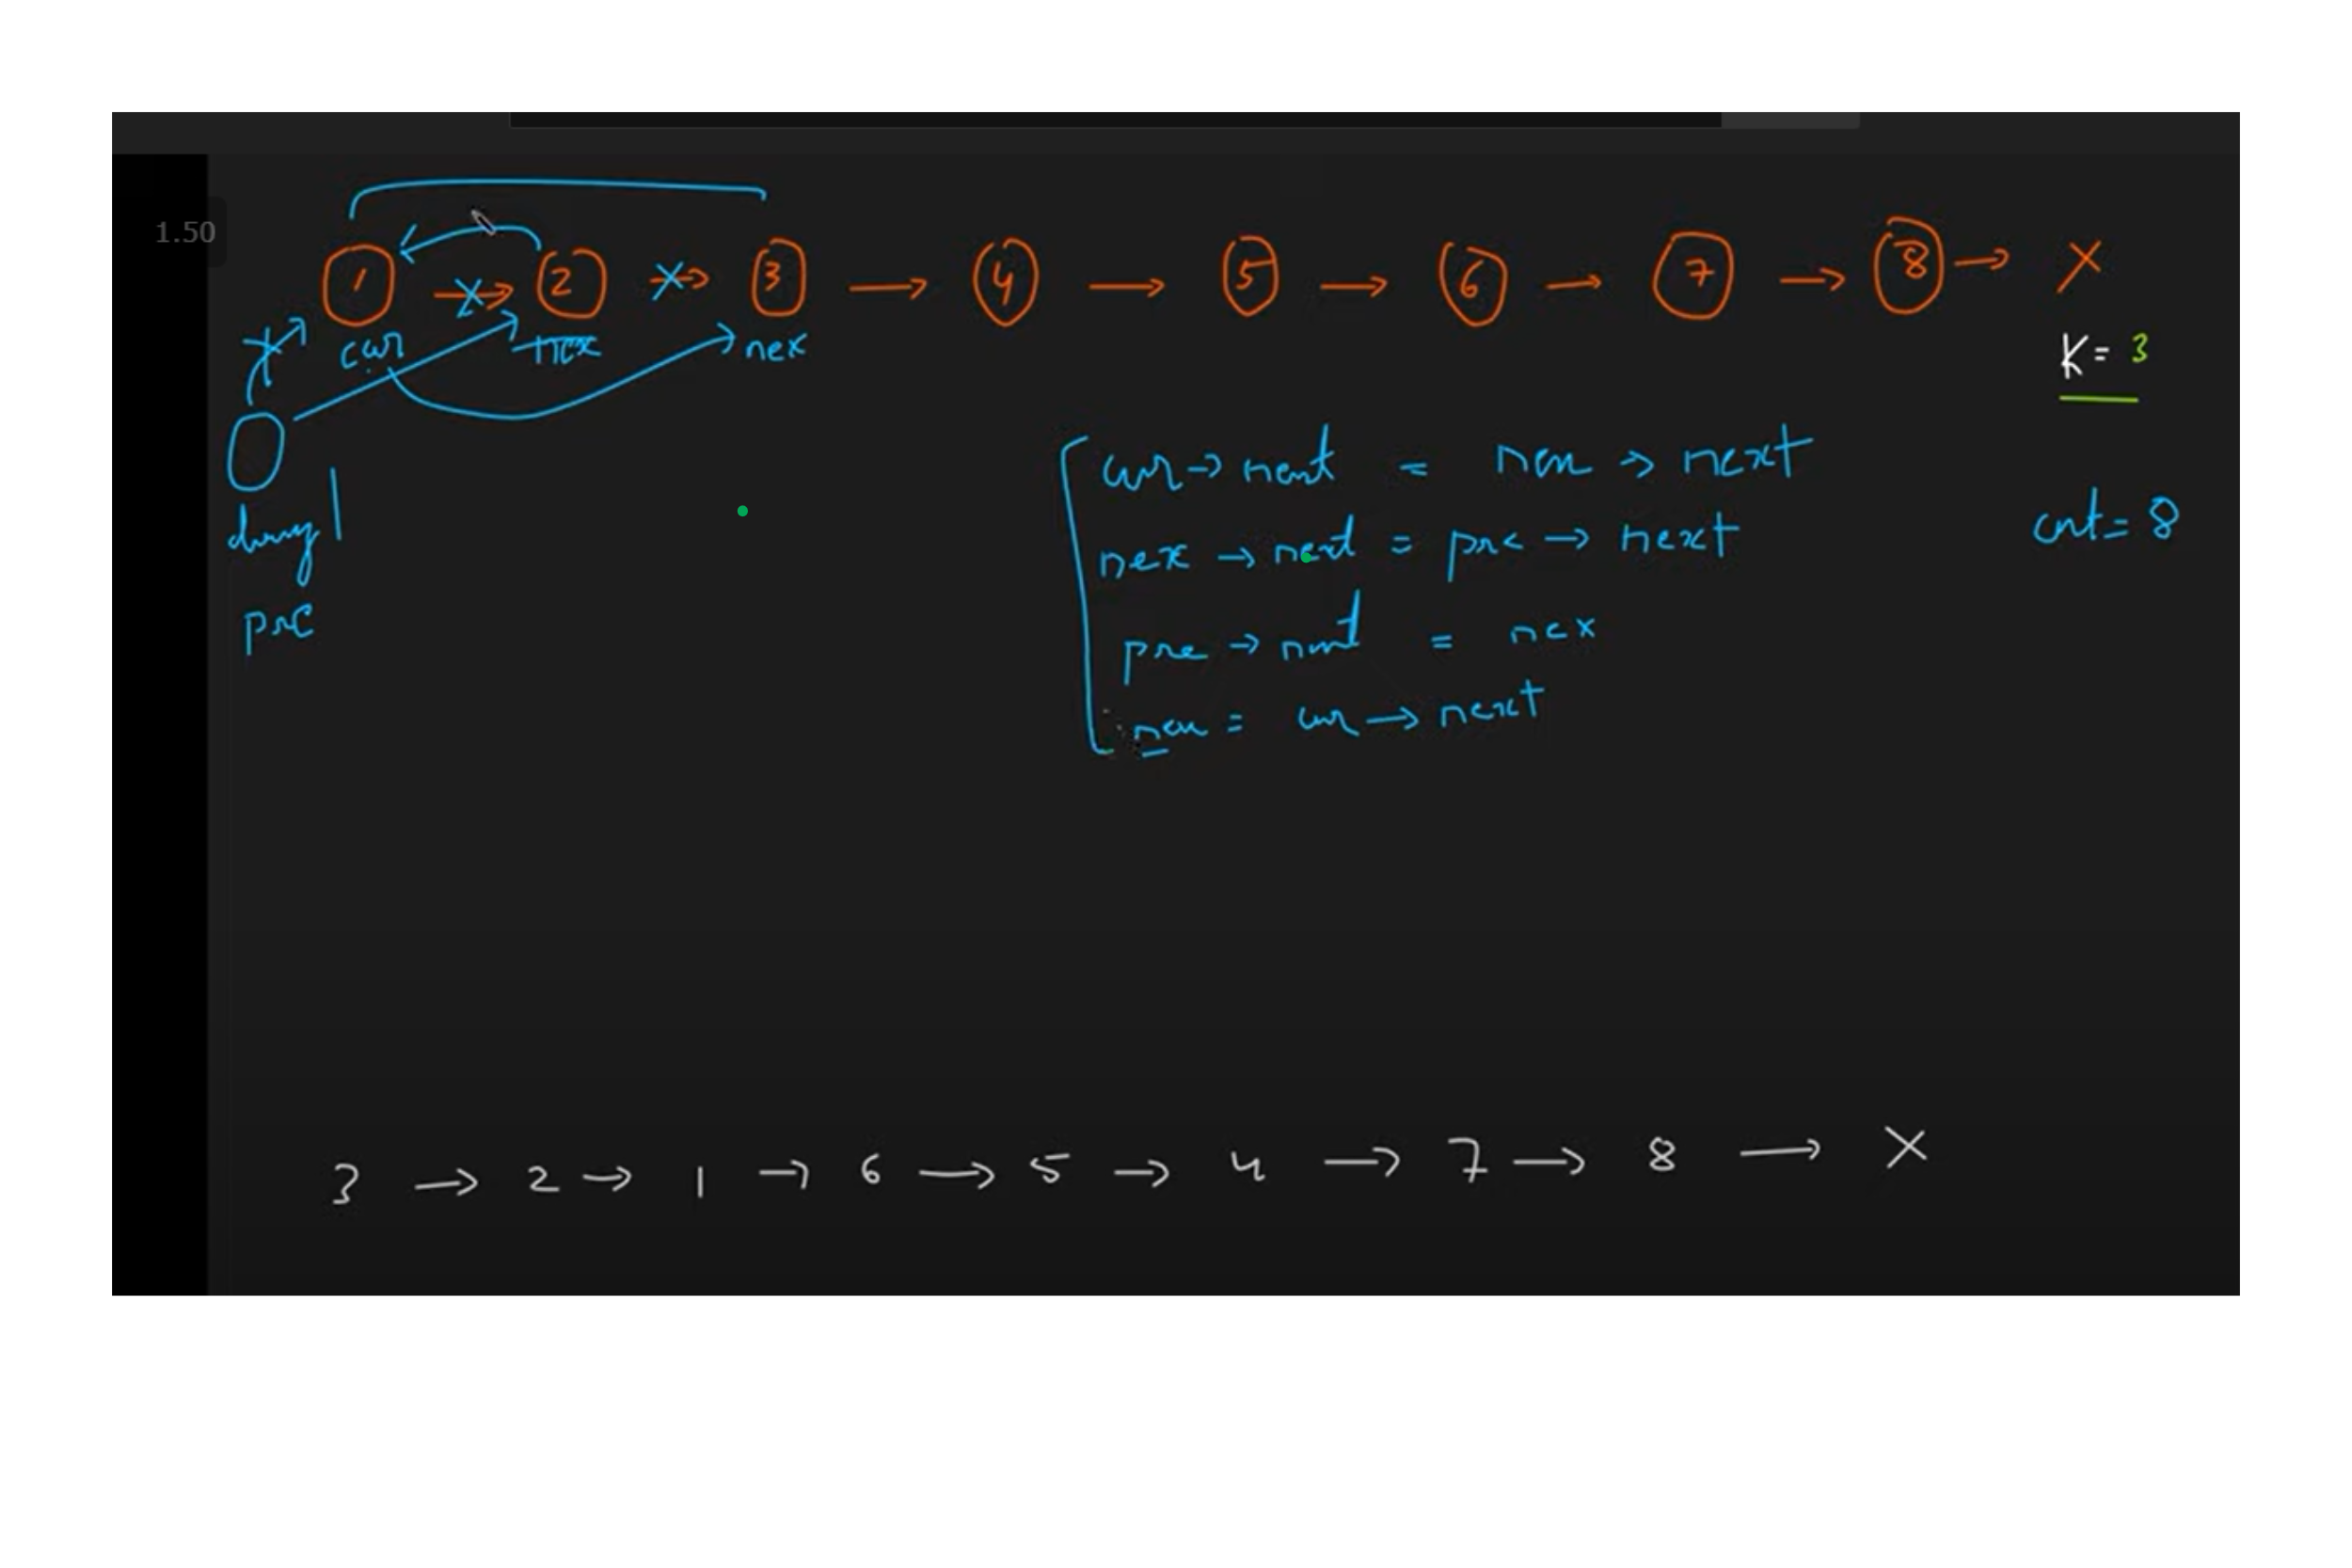 1.50
1 → 2 → 3 → 4 → 5 → 6 → 7 → 8 → X
cur nex nex
K = 3
cur → next = nex → next
cnt = 8
nex → next = pre → next
pre
pre → next = nex
nex = cur → next
3 → 2 → 1 → 6 → 5 → 4 → 7 → 8 → X